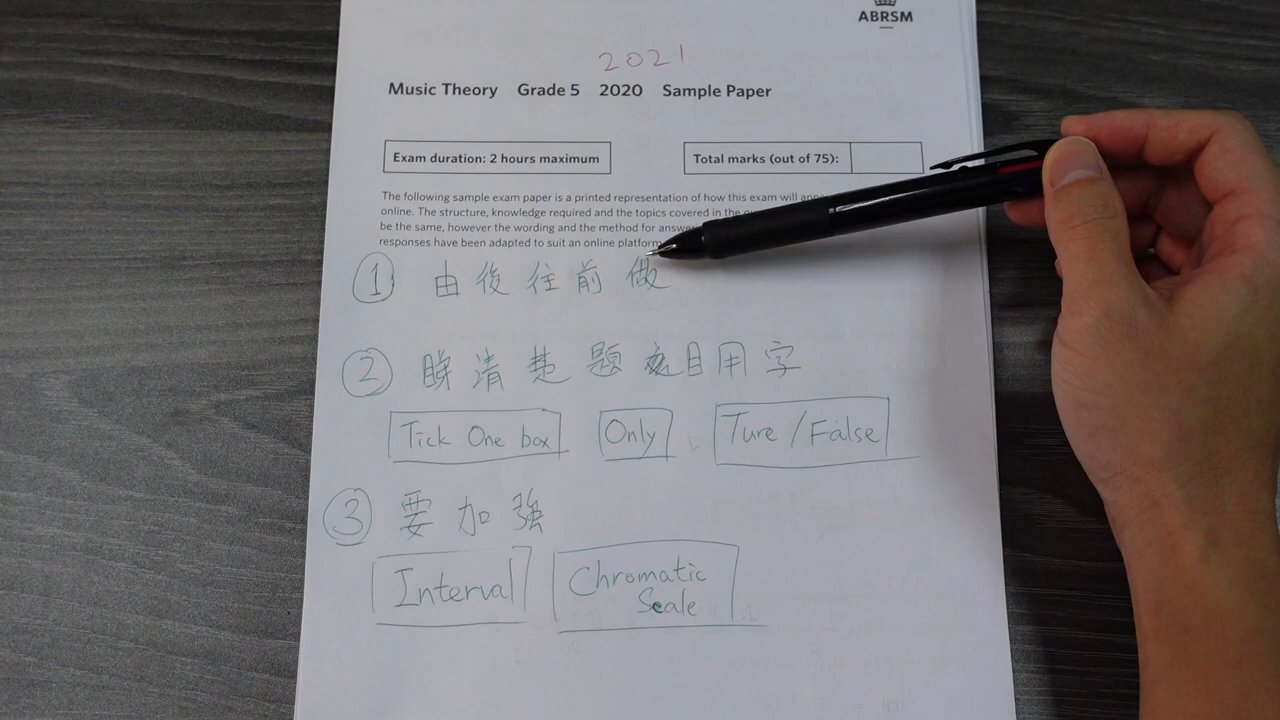 ABRSM
2021
Music Theory Grade 5 2020 Sample Paper
Exam duration: 2 hours maximum
Total marks (out of 75):
The following sample exam paper is a printed representation of how this exam will
online. The structure, knowledge required and the topics covered in the
be the same, however the wording and the method for
responses have been adapted to suit an online platform
① 由後往前做
② 睇清楚題目用字
Tick One box Only Ture / False
③ 要加強
Interval Chromatic
Scale